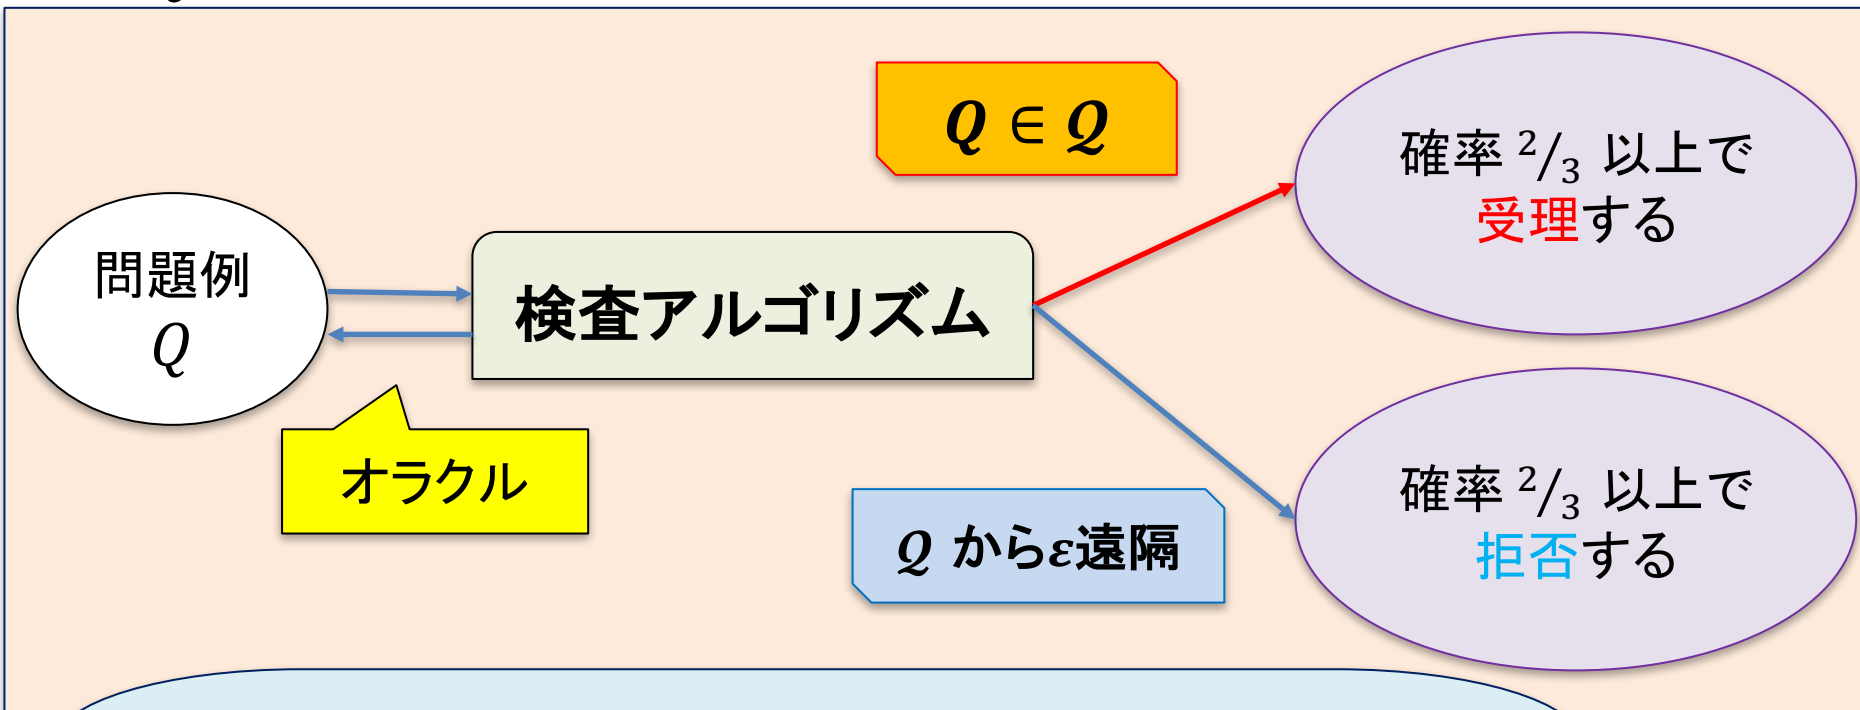 𝑸 ∈ 𝓠
確率 2/3 以上で
受理する
問題例
𝑄
検査アルゴリズム
オラクル
確率 2/3 以上で
拒否する
𝓠 からε遠隔